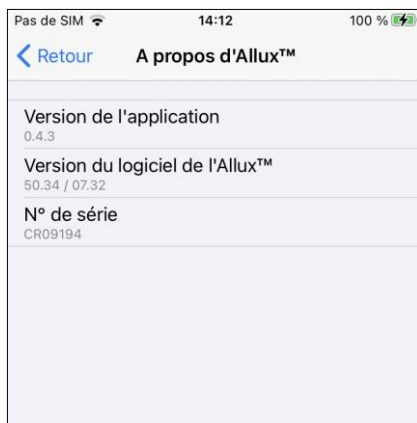 Pas de SIM 14:12 100 %
Retour A propos d'Allux™
Version de l'application
0.4.3
Version du logiciel de l'Allux™
50.34 / 07.32
N° de série
CR09194